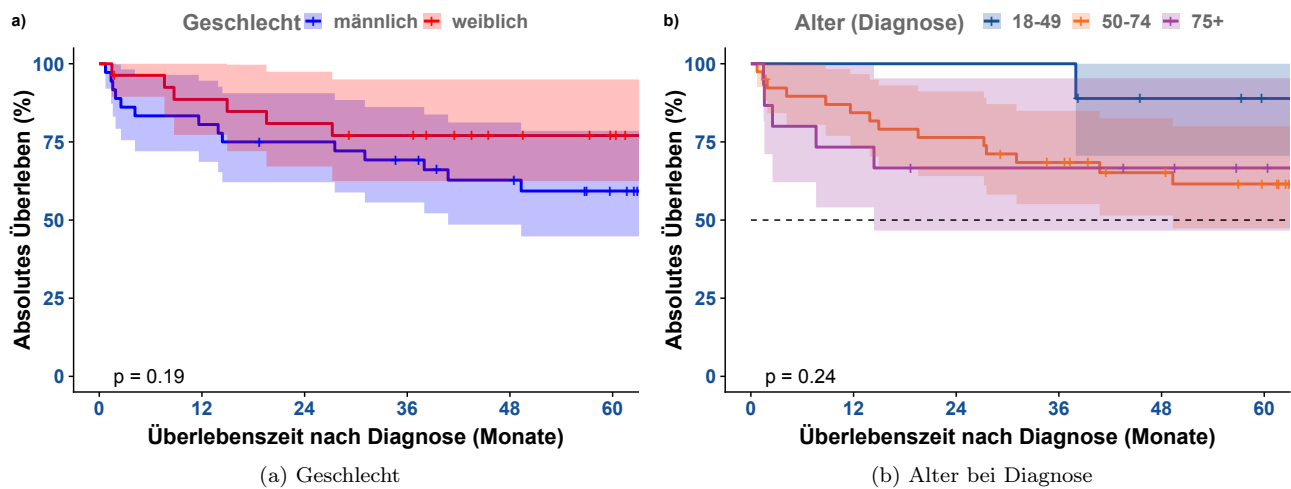 a) Geschlecht männlich weiblich
Absolutes Überleben (%)
100
75
50
25
0
p = 0.19
0 12 24 36 48 60
Überlebenszeit nach Diagnose (Monate)
(a) Geschlecht
b) Alter (Diagnose) 18-49 50-74 75+
Absolutes Überleben (%)
100
75
50
25
0
p = 0.24
0 12 24 36 48 60
Überlebenszeit nach Diagnose (Monate)
(b) Alter bei Diagnose